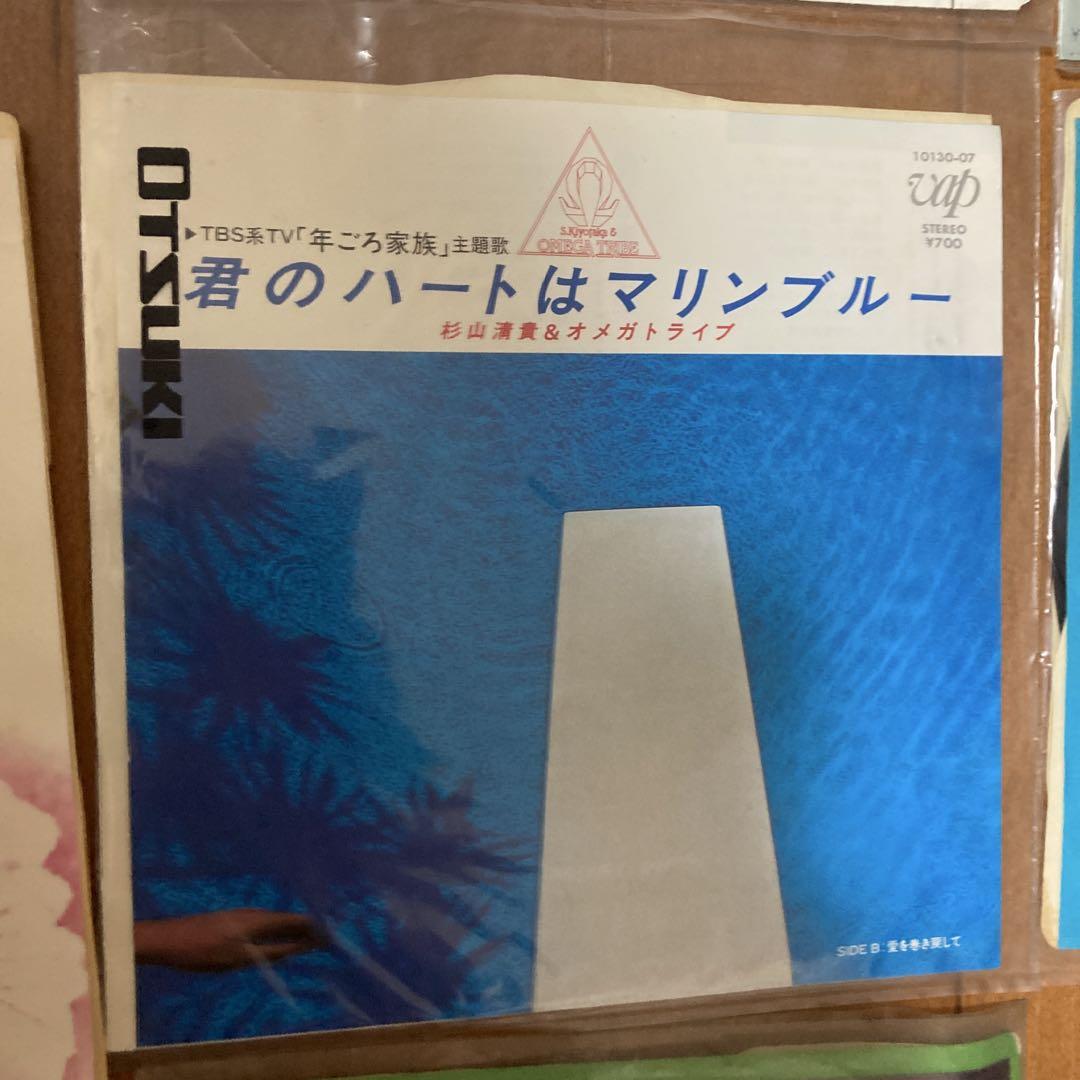 OTSUKI
10130-07
vap
STEREO
¥700
S.Kiyotaka &
OMEGA TRIBE
▶TBS系TV「年ごろ家族」主題歌
君のハートはマリンブルー
杉山清貴&オメガトライブ
SIDE B:愛を巻き戻して